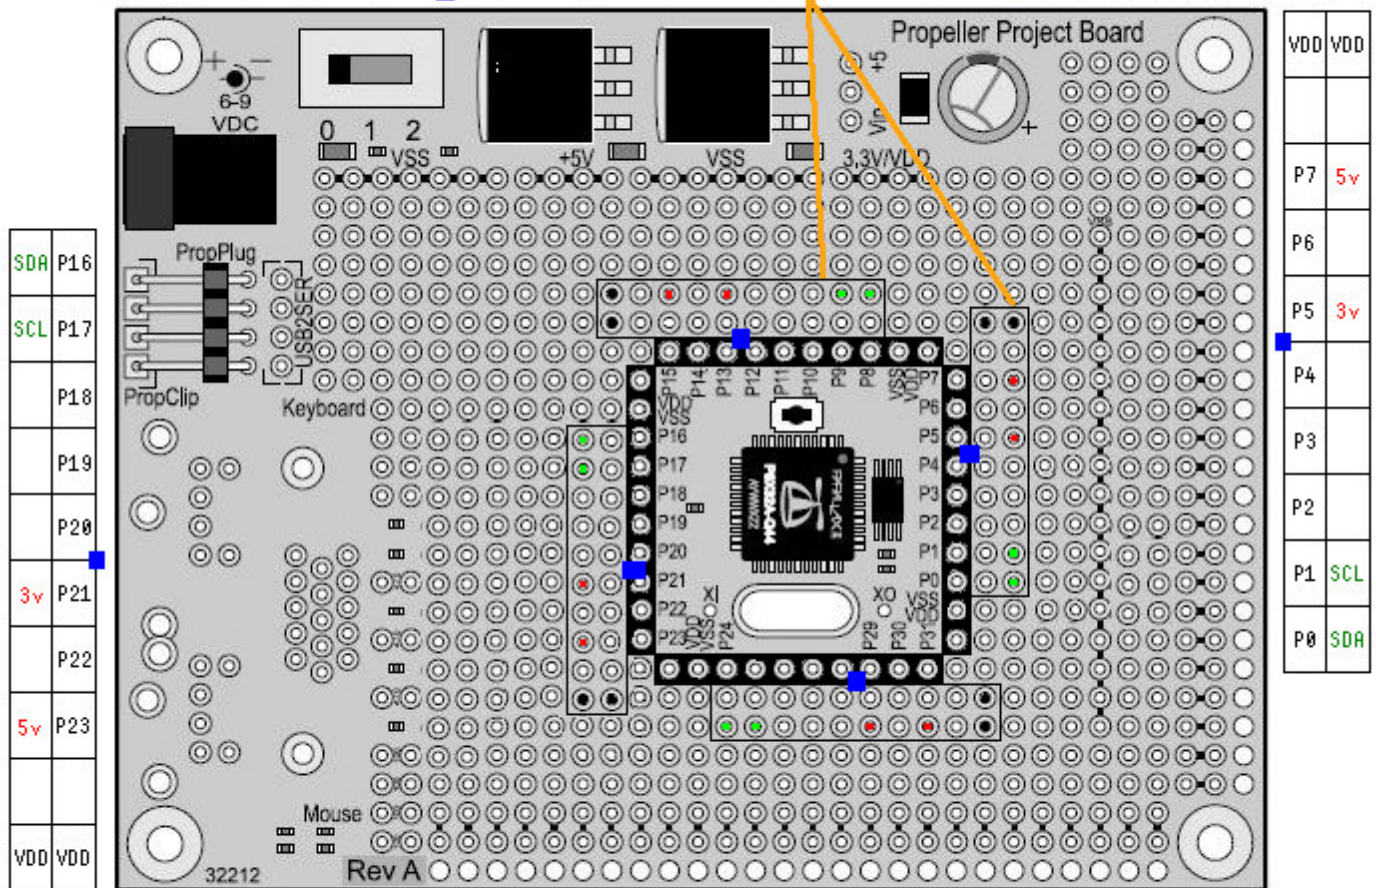 Propeller Project Board
VDD VDD
+5
Vin
+
+ −
6-9
VDC
0 1 2
VSS
+5V
VSS
3.3V/VDD
VSS
P7 5v
P6
P5 3v
P4
P3
P2
P1 SCL
P0 SDA
SDA P16
SCL P17
P18
P19
P20
3v P21
P22
5v P23
VDD VDD
PropPlug
USB2SER
PropClip
Keyboard
P15
P14
P13
P12
P11
P10
P9
P8
VSS
VDD
P7
P6
P5
P4
P3
P2
P1
P0
VSS
VDD
VDD
VSS
P16
P17
P18
P19
P20
P21
P22
P23
XI
XO
VDD
VSS
P24
P29
P30
P31
PARALLAX
Mouse
32212
Rev A